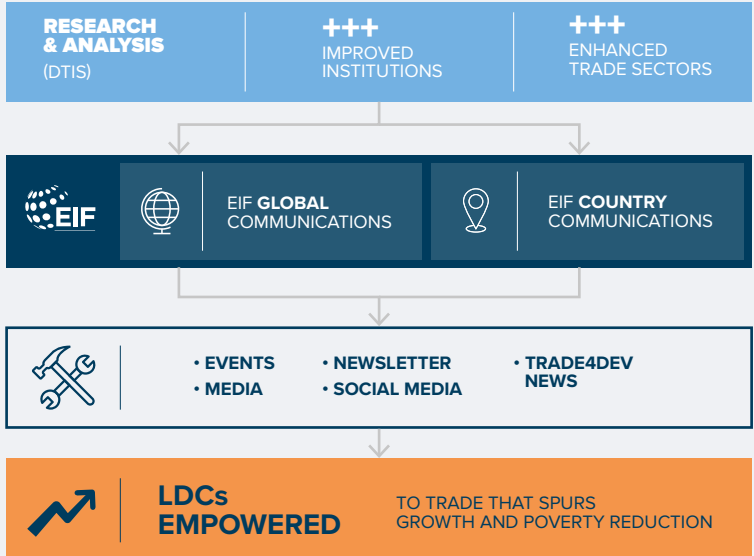 RESEARCH
& ANALYSIS
(DTIS)
+++
IMPROVED
INSTITUTIONS
+++
ENHANCED
TRADE SECTORS
EIF
EIF GLOBAL
COMMUNICATIONS
EIF COUNTRY
COMMUNICATIONS
• EVENTS
• MEDIA
• NEWSLETTER
• SOCIAL MEDIA
• TRADE4DEV
NEWS
LDCs
EMPOWERED
TO TRADE THAT SPURS
GROWTH AND POVERTY REDUCTION